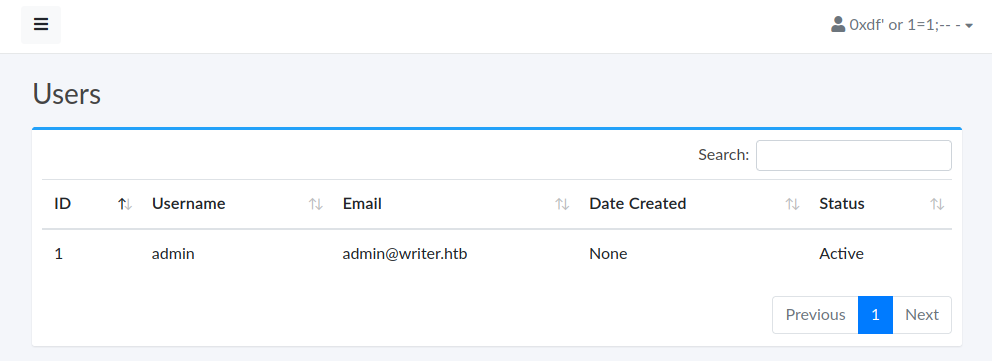 0xdf' or 1=1;-- -
Users
Search:
ID Username Email Date Created Status
1 admin admin@writer.htb None Active
Previous 1 Next